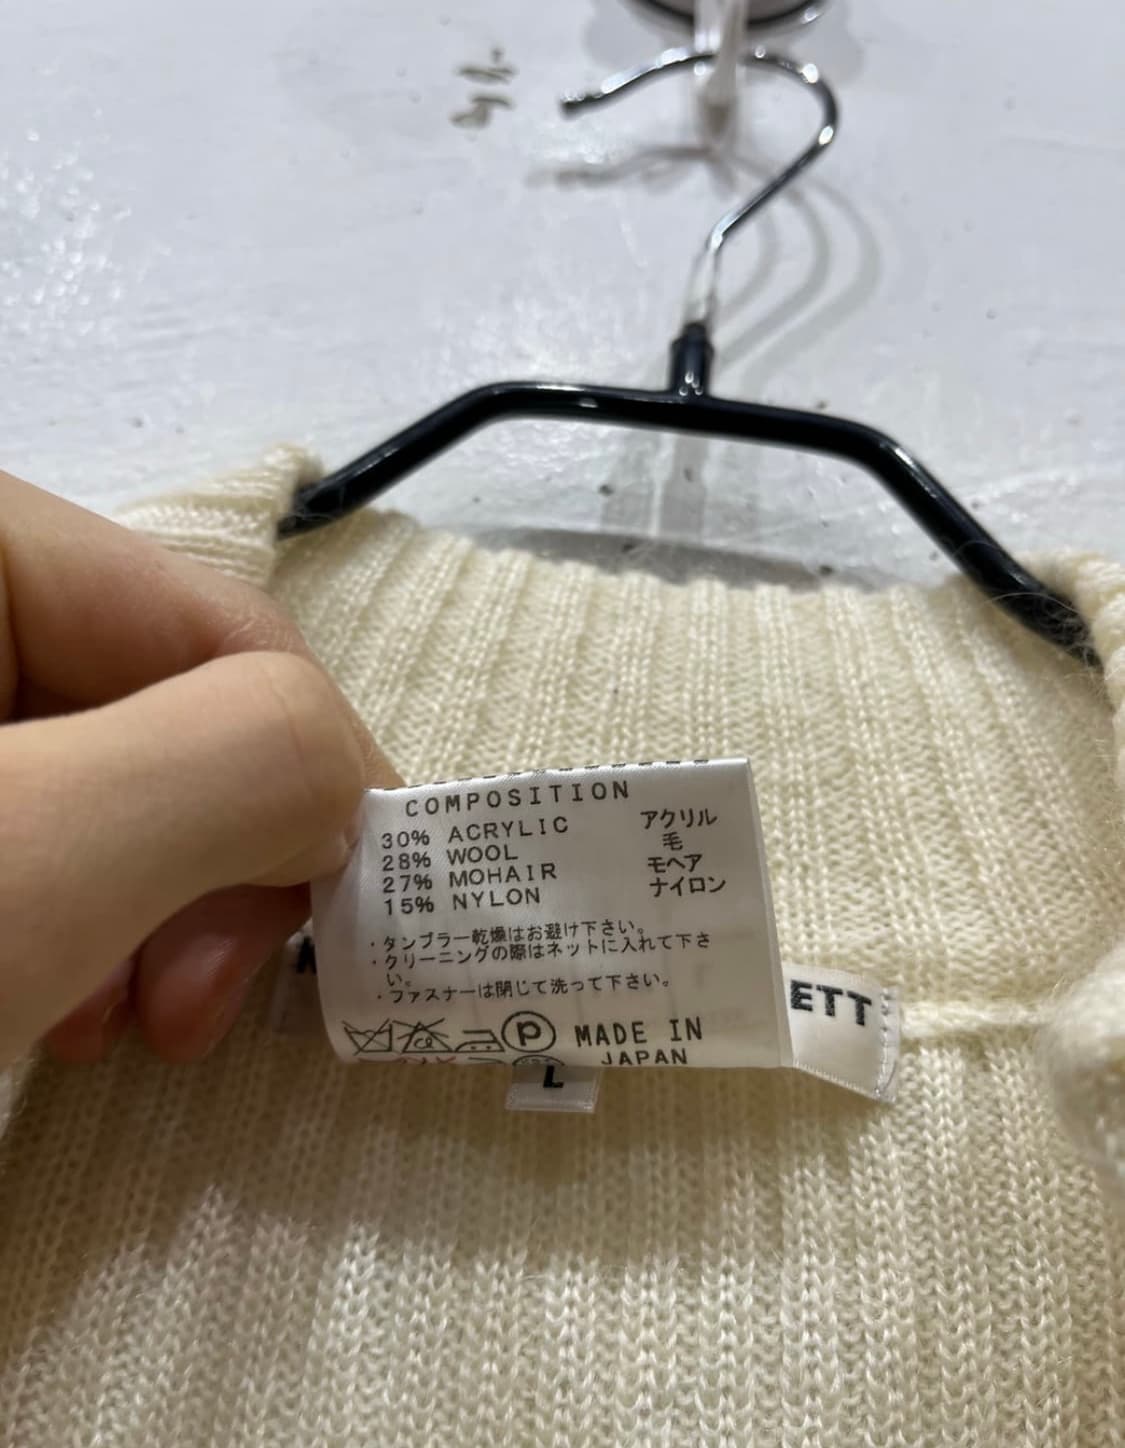 COMPOSITION
30% ACRYLIC アクリル
28% WOOL 毛
27% MOHAIR モヘア
15% NYLON ナイロン
・タンブラー乾燥はお避け下さい。
・クリーニングの際はネットに入れて下さ
い。
・ファスナーは閉じて洗って下さい。
P MADE IN
JAPAN
ETT
L